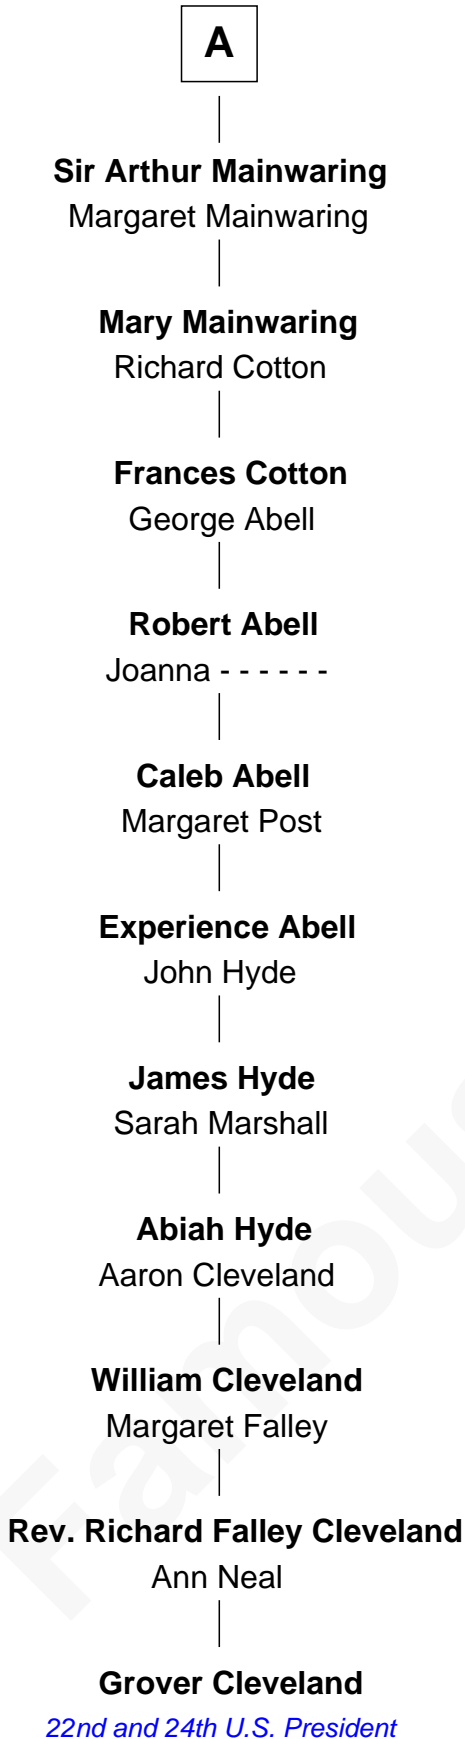 A
Sir Arthur Mainwaring
Margaret Mainwaring
Mary Mainwaring
Richard Cotton
Frances Cotton
George Abell
Robert Abell
Joanna - - - - - -
Caleb Abell
Margaret Post
Experience Abell
John Hyde
James Hyde
Sarah Marshall
Abiah Hyde
Aaron Cleveland
William Cleveland
Margaret Falley
Rev. Richard Falley Cleveland
Ann Neal
Grover Cleveland
22nd and 24th U.S. President